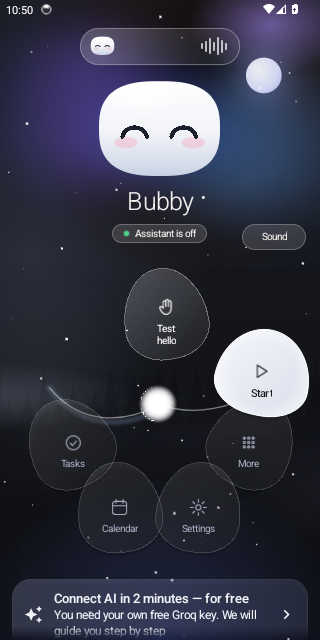 10:50
Bubby
Assistant is off
Sound
Test
hello
Start
Tasks
More
Calendar
Settings
Connect AI in 2 minutes — for free
You need your own free Groq key. We will
guide you step by step